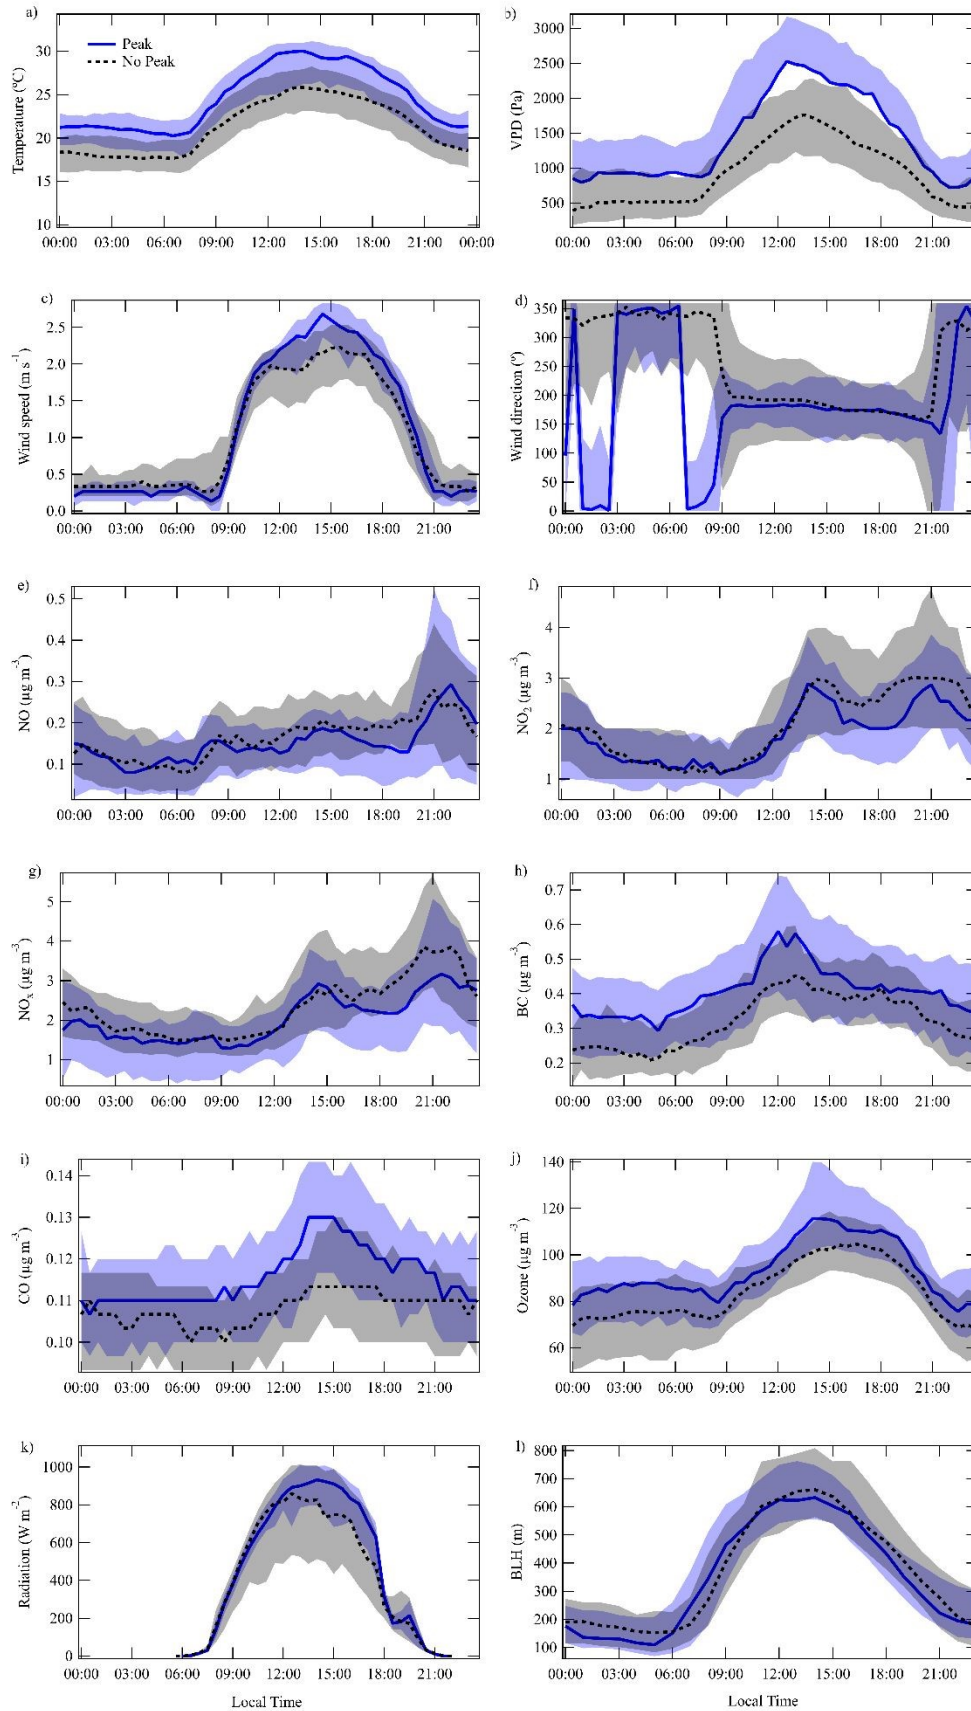 a)
Peak
No Peak
Temperature (°C)
30
25
20
15
10
00:00 03:00 06:00 09:00 12:00 15:00 18:00 21:00 00:00
b)
VPD (Pa)
3000
2500
2000
1500
1000
500
00:00 03:00 06:00 09:00 12:00 15:00 18:00 21:00
c)
Wind speed (m s⁻¹)
2.5
2.0
1.5
1.0
0.5
0.0
00:00 03:00 06:00 09:00 12:00 15:00 18:00 21:00
d)
Wind direction (°)
350
300
250
200
150
100
50
0
00:00 03:00 06:00 09:00 12:00 15:00 18:00 21:00
e)
NO (µg m⁻³)
0.5
0.4
0.3
0.2
0.1
00:00 03:00 06:00 09:00 12:00 15:00 18:00 21:00
f)
NO₂ (µg m⁻³)
4
3
2
1
00:00 03:00 06:00 09:00 12:00 15:00 18:00 21:00
g)
NOₓ (µg m⁻³)
5
4
3
2
1
00:00 03:00 06:00 09:00 12:00 15:00 18:00 21:00
h)
BC (µg m⁻³)
0.7
0.6
0.5
0.4
0.3
0.2
00:00 03:00 06:00 09:00 12:00 15:00 18:00 21:00
i)
CO (µg m⁻³)
0.14
0.13
0.12
0.11
0.10
00:00 03:00 06:00 09:00 12:00 15:00 18:00 21:00
j)
Ozone (µg m⁻³)
140
120
100
80
60
00:00 03:00 06:00 09:00 12:00 15:00 18:00 21:00
k)
Radiation (W m⁻²)
1000
800
600
400
200
0
00:00 03:00 06:00 09:00 12:00 15:00 18:00 21:00
Local Time
l)
BLH (m)
800
700
600
500
400
300
200
100
00:00 03:00 06:00 09:00 12:00 15:00 18:00 21:00
Local Time